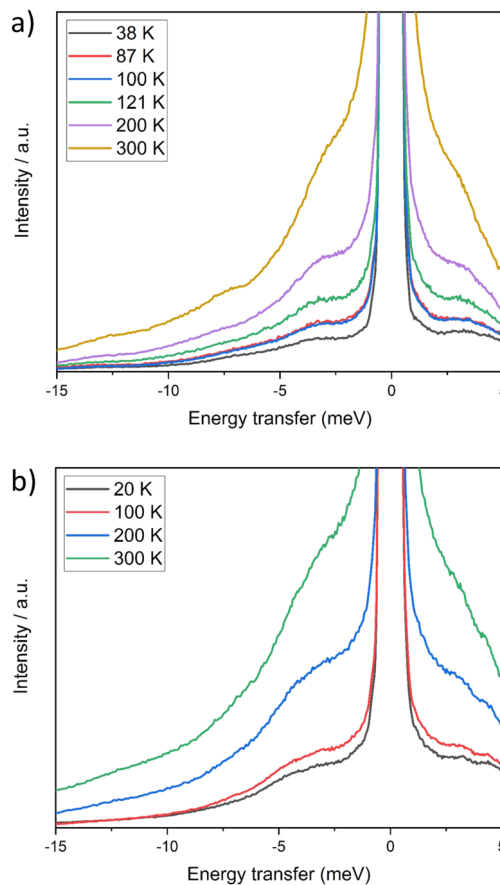 a)
38 K
87 K
100 K
121 K
200 K
300 K
Intensity / a.u.
-15 -10 -5 0 5
Energy transfer (meV)
b)
20 K
100 K
200 K
300 K
Intensity / a.u.
-15 -10 -5 0 5
Energy transfer (meV)